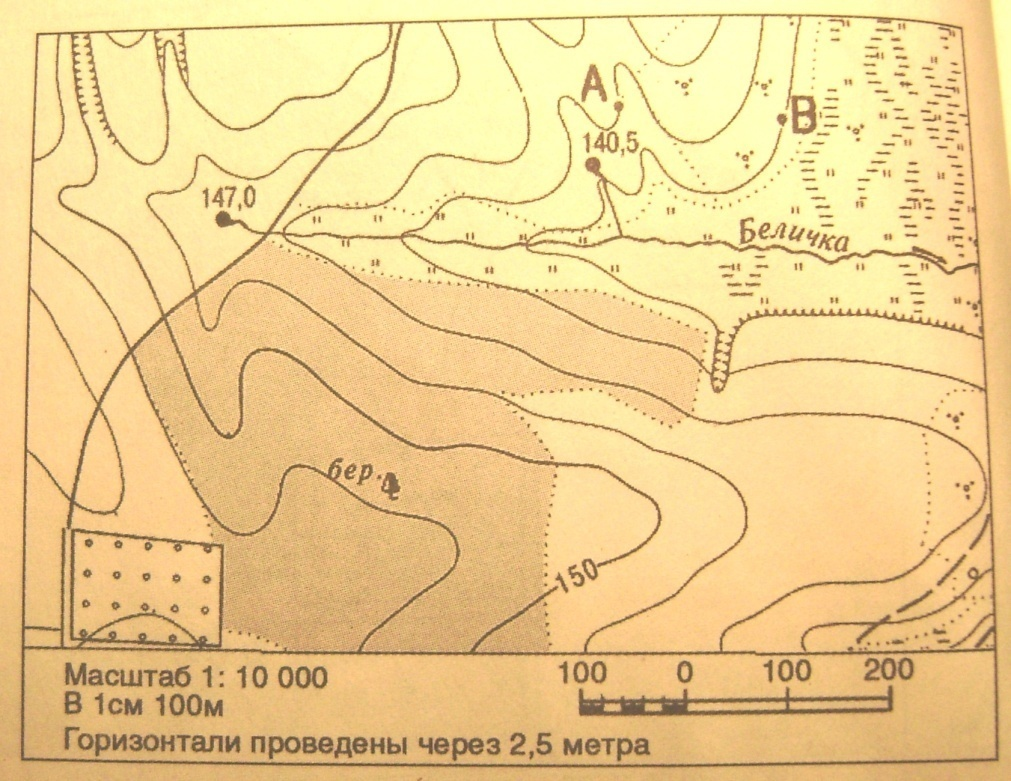 А
В
140,5
147,0
Беличка
бер.
150
Масштаб 1: 10 000
В 1см 100м
Горизонтали проведены через 2,5 метра
100 0 100 200